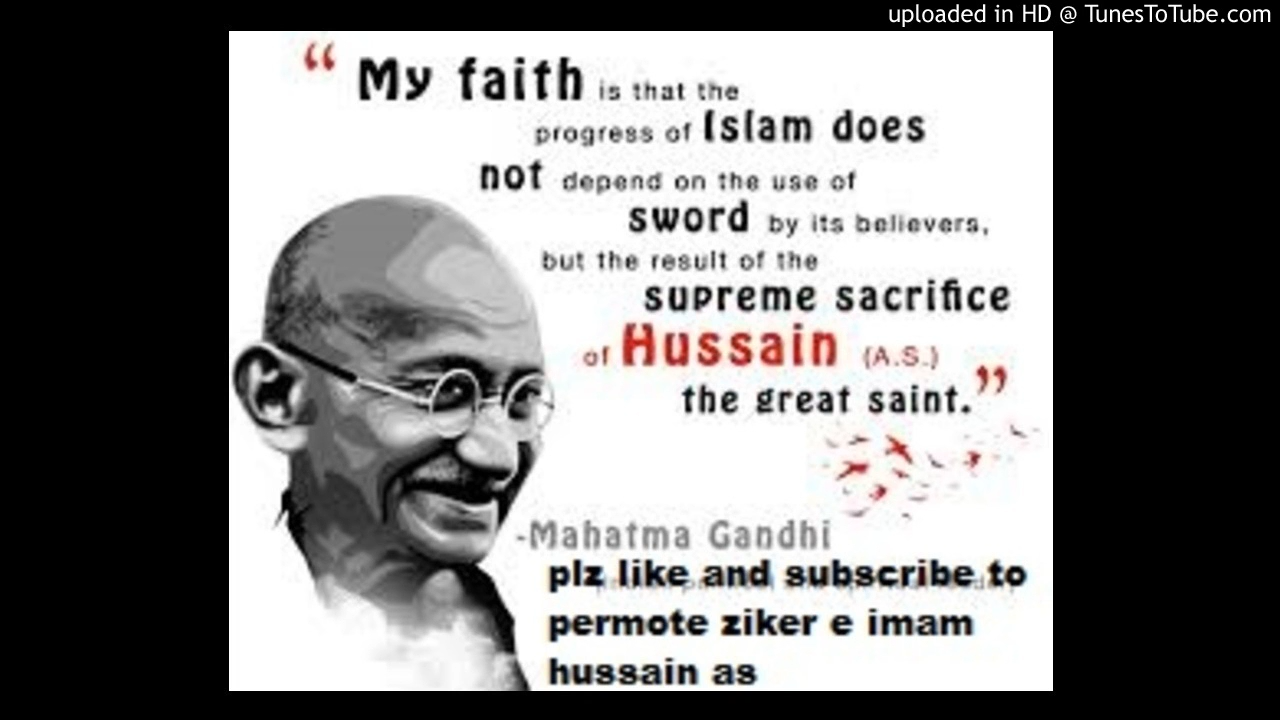 uploaded in HD @ TunesToTube.com
“ My faith is that the
progress of Islam does
not depend on the use of
sword by its believers,
but the result of the
supreme sacrifice
of Hussain (A.S.)
the great saint.”
-Mahatma Gandhi
plz like and subscribe to
permote ziker e imam
hussain as